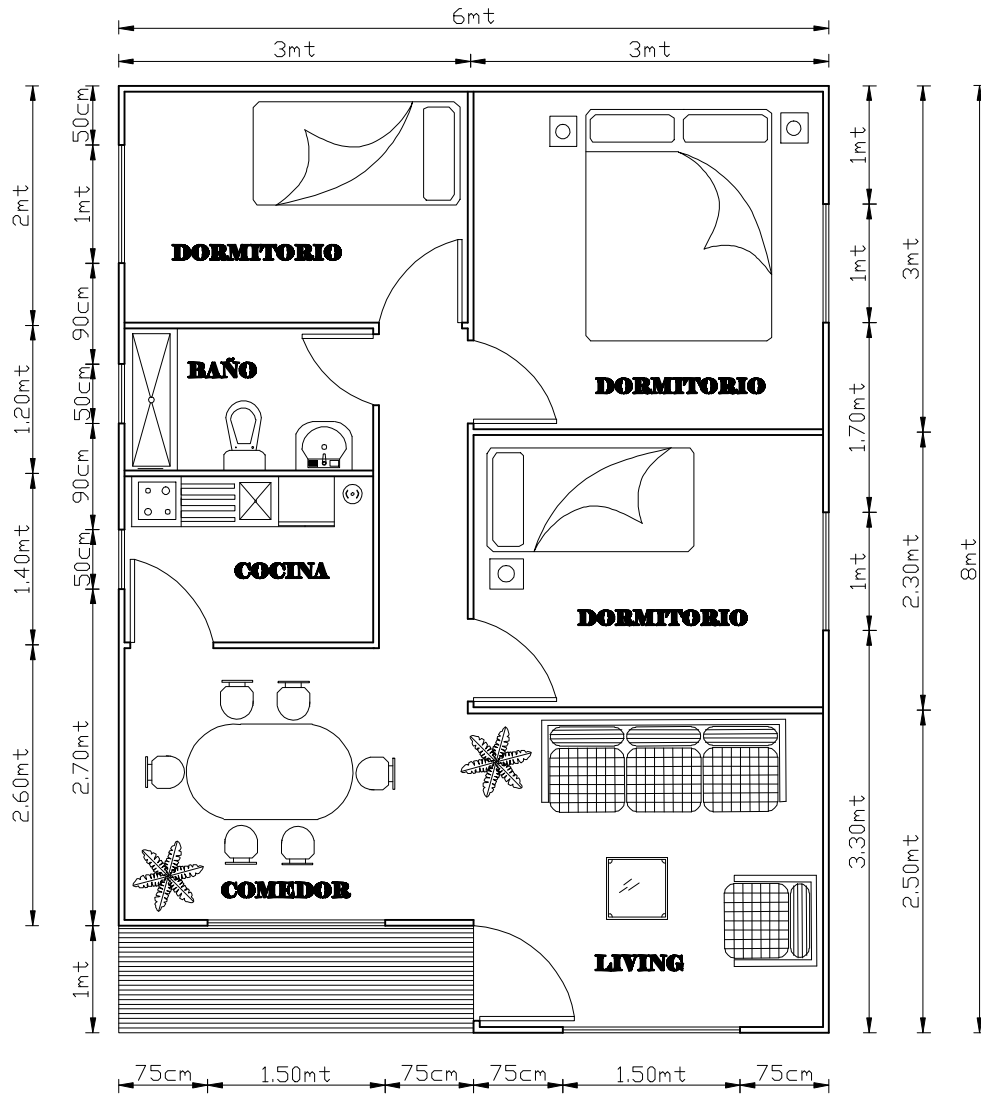 6mt
3mt
3mt
50cm
1mt
90cm
50cm
90cm
50cm
2.70mt
1mt
2mt
1.20mt
1.40mt
2.60mt
DORMITORIO
BAÑO
DORMITORIO
COCINA
DORMITORIO
COMEDOR
LIVING
1mt
1mt
1.70mt
1mt
3.30mt
3mt
2.30mt
2.50mt
8mt
75cm
1.50mt
75cm
75cm
1.50mt
75cm